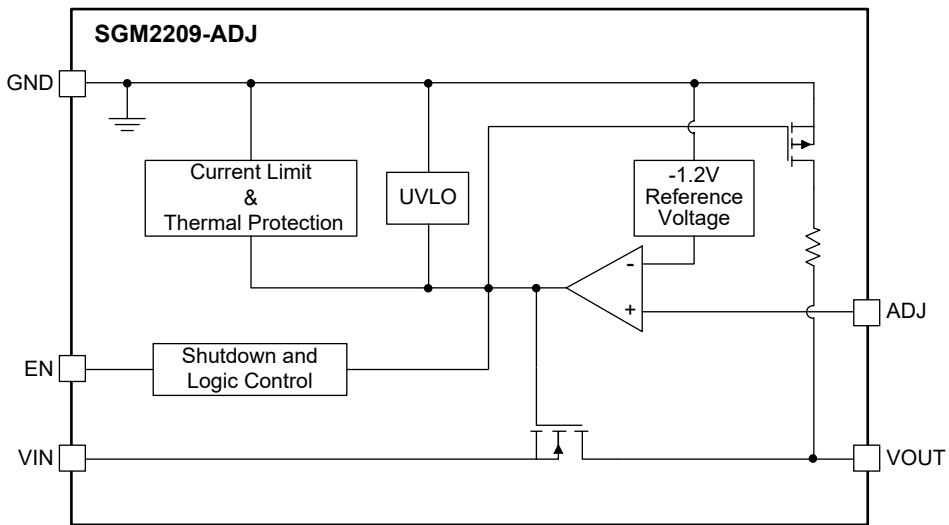 SGM2209-ADJ
GND
Current Limit
&
Thermal Protection
UVLO
-1.2V
Reference
Voltage
-
+
ADJ
EN
Shutdown and
Logic Control
VIN
VOUT